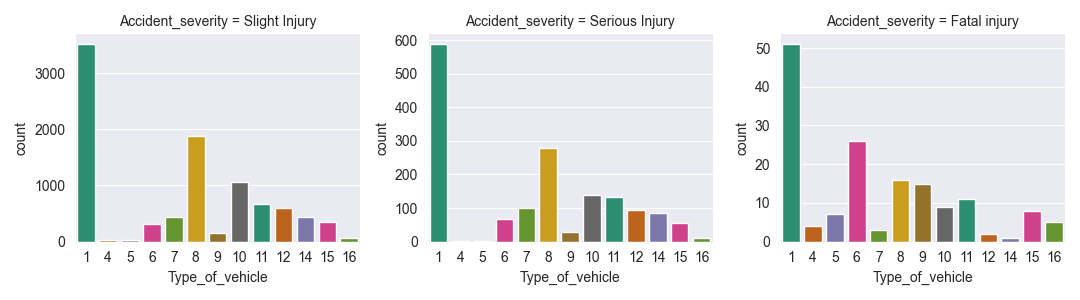 Accident_severity = Slight Injury
3000
2000
1000
0
count
1 4 5 6 7 8 9 10 11 12 14 15 16
Type_of_vehicle
Accident_severity = Serious Injury
600
500
400
300
200
100
0
count
1 4 5 6 7 8 9 10 11 12 14 15 16
Type_of_vehicle
Accident_severity = Fatal injury
50
40
30
20
10
0
count
1 4 5 6 7 8 9 10 11 12 14 15 16
Type_of_vehicle